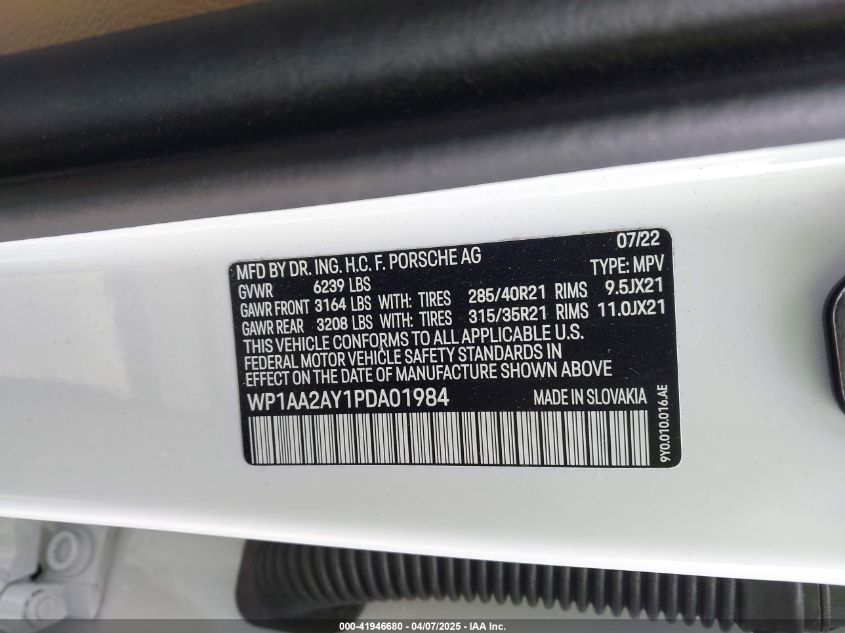 MFD BY DR. ING. H.C. F. PORSCHE AG 07/22
GVWR 6239 LBS TYPE: MPV
GAWR FRONT 3164 LBS WITH: TIRES 285/40R21 RIMS 9.5JX21
GAWR REAR 3208 LBS WITH: TIRES 315/35R21 RIMS 11.0JX21
THIS VEHICLE CONFORMS TO ALL APPLICABLE U.S.
FEDERAL MOTOR VEHICLE SAFETY STANDARDS IN
EFFECT ON THE DATE OF MANUFACTURE SHOWN ABOVE
WP1AA2AY1PDA01984 MADE IN SLOVAKIA
9Y0.010.016.AE
000-41946680 - 04/07/2025 - IAA Inc.